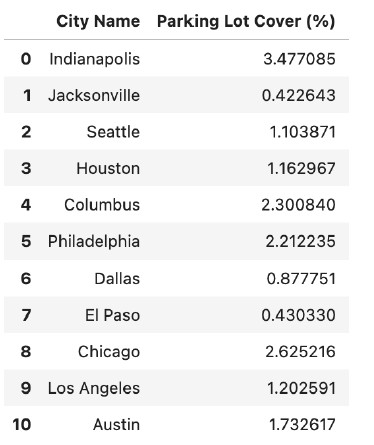 City Name Parking Lot Cover (%)
0 Indianapolis 3.477085
1 Jacksonville 0.422643
2 Seattle 1.103871
3 Houston 1.162967
4 Columbus 2.300840
5 Philadelphia 2.212235
6 Dallas 0.877751
7 El Paso 0.430330
8 Chicago 2.625216
9 Los Angeles 1.202591
10 Austin 1.732617